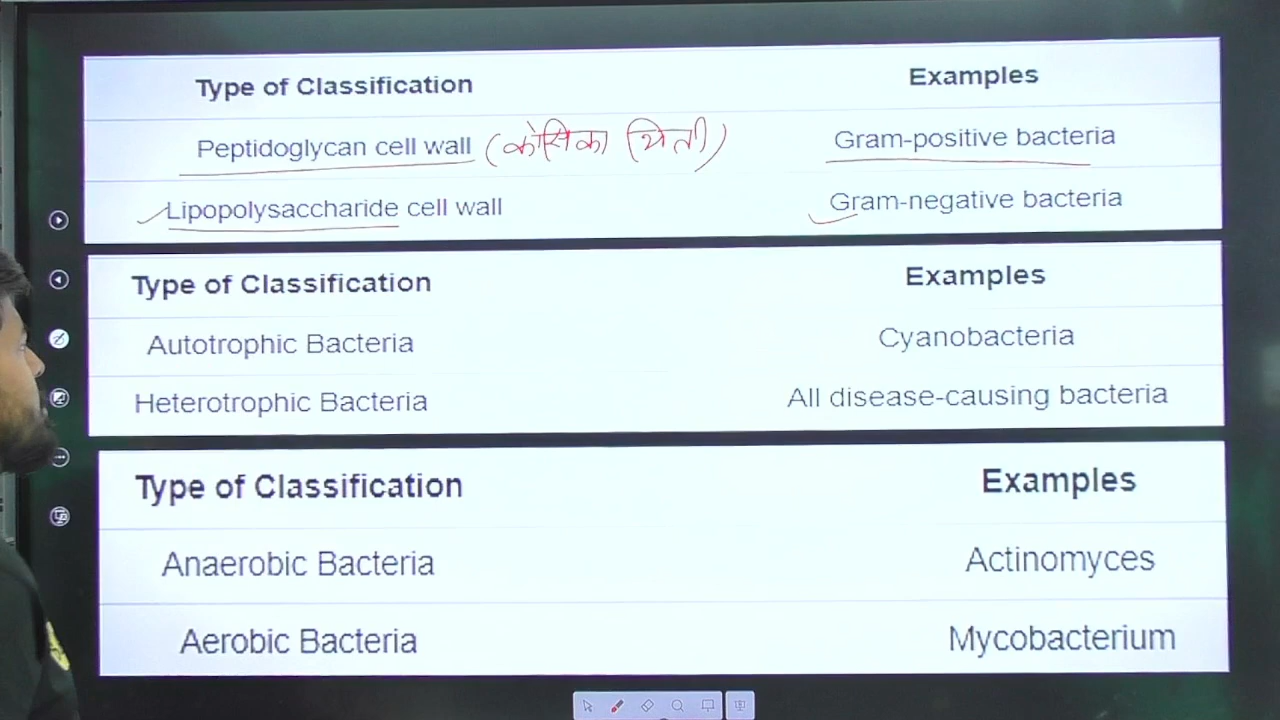 Type of Classification Examples
Peptidoglycan cell wall (कोसिका भिती) Gram-positive bacteria
Lipopolysaccharide cell wall Gram-negative bacteria
Type of Classification Examples
Autotrophic Bacteria Cyanobacteria
Heterotrophic Bacteria All disease-causing bacteria
Type of Classification Examples
Anaerobic Bacteria Actinomyces
Aerobic Bacteria Mycobacterium